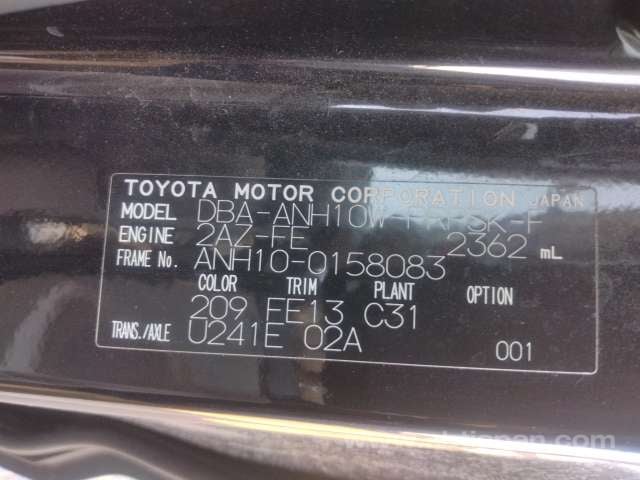 TOYOTA MOTOR CORPORATION JAPAN
MODEL DBA-ANH10W-PFPSK-F
ENGINE 2AZ-FE 2362 mL
FRAME No. ANH10-0158083
COLOR TRIM PLANT OPTION
209 FE13 C31
TRANS./AXLE U241E 02A 001